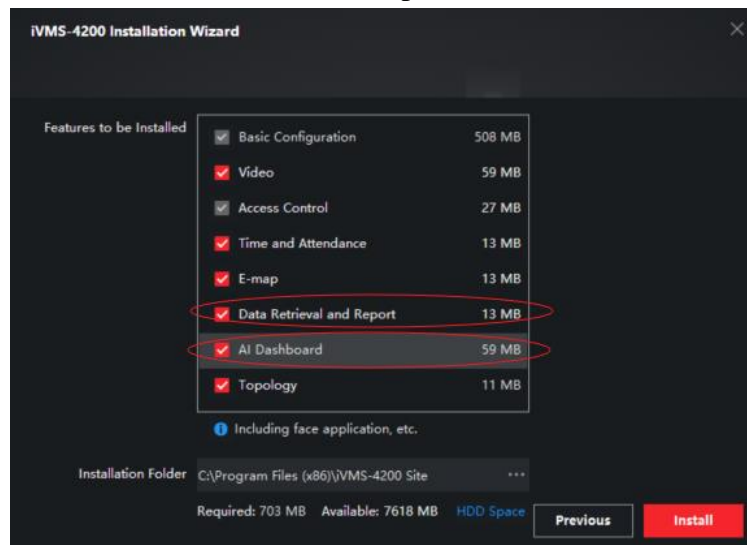 iVMS-4200 Installation Wizard
Features to be Installed
Basic Configuration 508 MB
Video 59 MB
Access Control 27 MB
Time and Attendance 13 MB
E-map 13 MB
Data Retrieval and Report 13 MB
AI Dashboard 59 MB
Topology 11 MB
Including face application, etc.
Installation Folder C:\Program Files (x86)\iVMS-4200 Site ...
Required: 703 MB Available: 7618 MB HDD Space
Previous Install